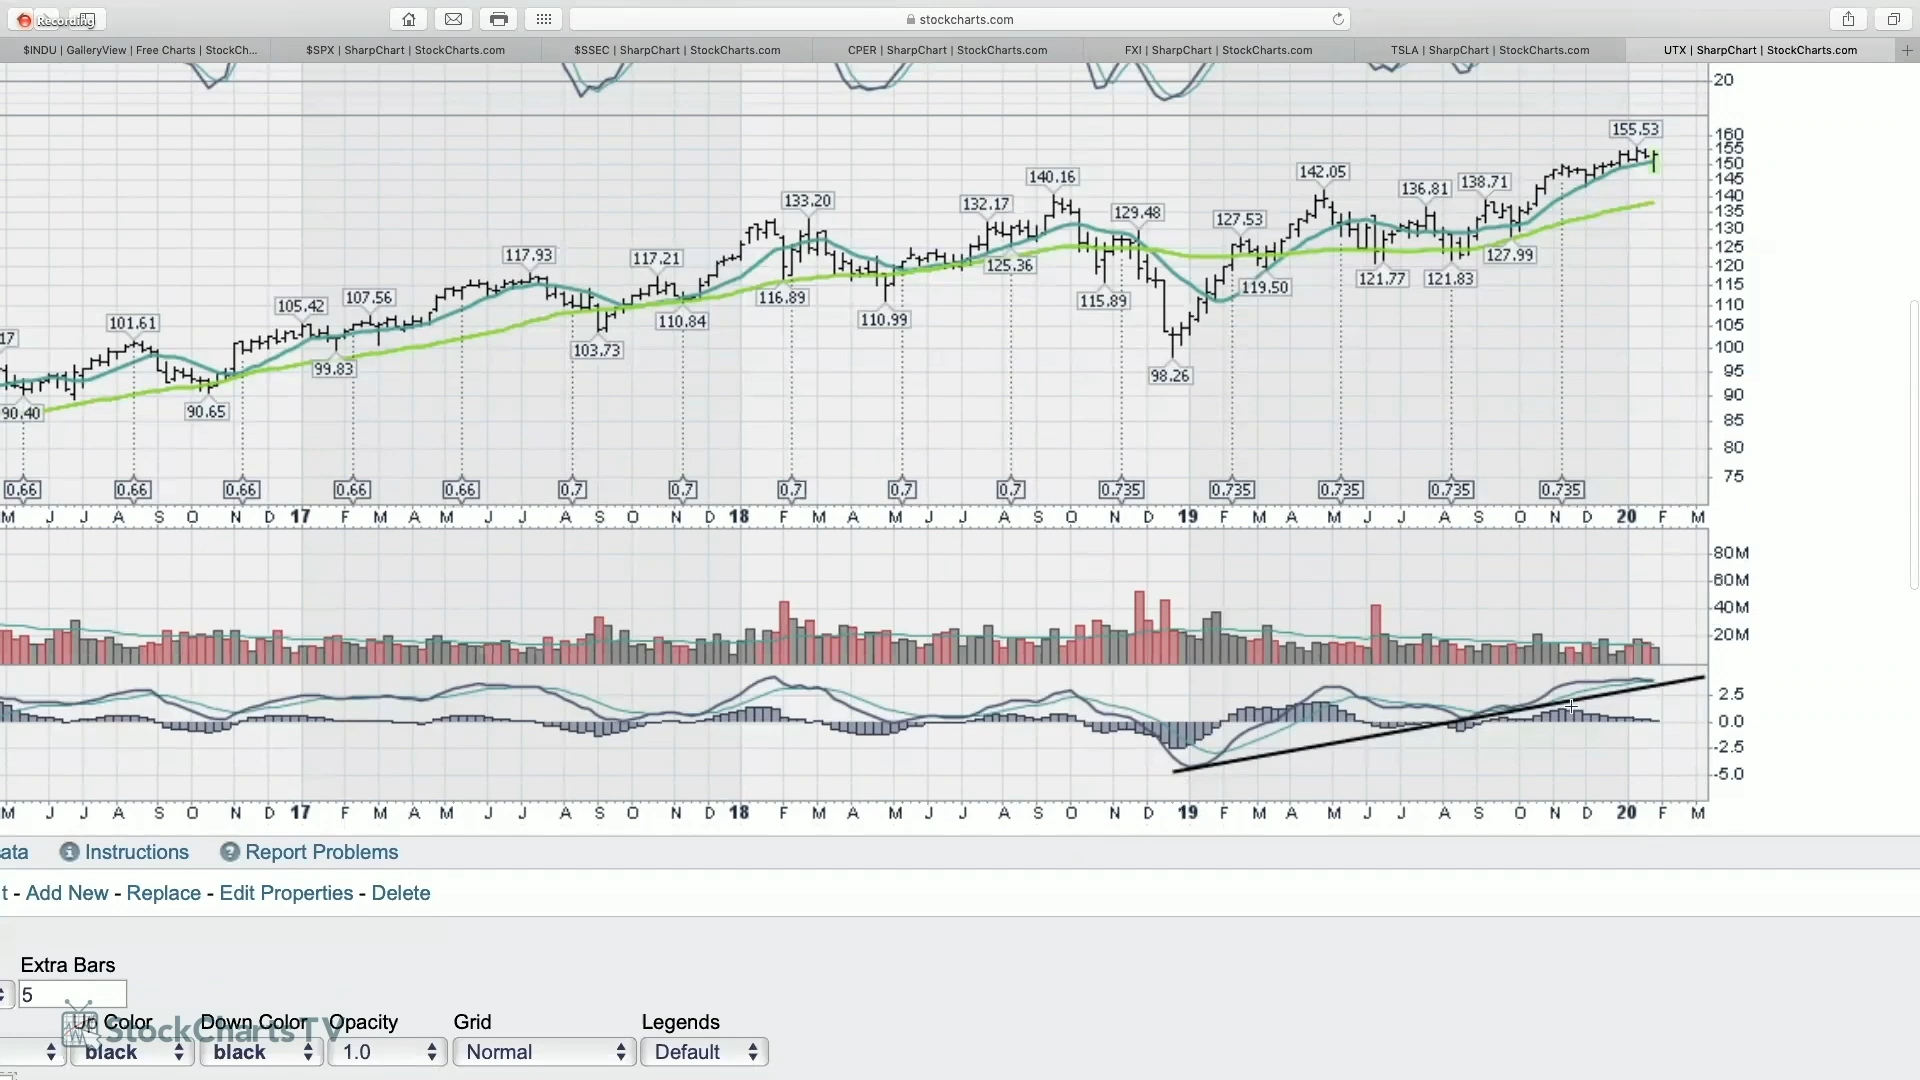 Recording
stockcharts.com
$INDU | GalleryView | Free Charts | StockCh...
$SPX | SharpChart | StockCharts.com
$SSEC | SharpChart | StockCharts.com
CPER | SharpChart | StockCharts.com
FXI | SharpChart | StockCharts.com
TSLA | SharpChart | StockCharts.com
UTX | SharpChart | StockCharts.com
20
155.53
160
155
150
145
140
135
130
125
120
115
110
105
100
95
90
85
80
75
17
90.40
101.61
90.65
105.42
99.83
107.56
117.93
103.73
117.21
110.84
133.20
116.89
110.99
132.17
125.36
140.16
115.89
129.48
98.26
127.53
119.50
142.05
121.77
136.81
121.83
138.71
127.99
0.66 0.66 0.66 0.66 0.66 0.7 0.7 0.7 0.7 0.7 0.735 0.735 0.735 0.735 0.735
M J J A S O N D 17 F M A M J J A S O N D 18 F M A M J J A S O N D 19 F M A M J J A S O N D 20 F M
80M
60M
40M
20M
2.5
0.0
-2.5
-5.0
M J J A S O N D 17 F M A M J J A S O N D 18 F M A M J J A S O N D 19 F M A M J J A S O N D 20 F M
ata Instructions Report Problems
t - Add New - Replace - Edit Properties - Delete
Extra Bars
5
StockChartsTV
Up Color Down Color Opacity Grid Legends
black black 1.0 Normal Default